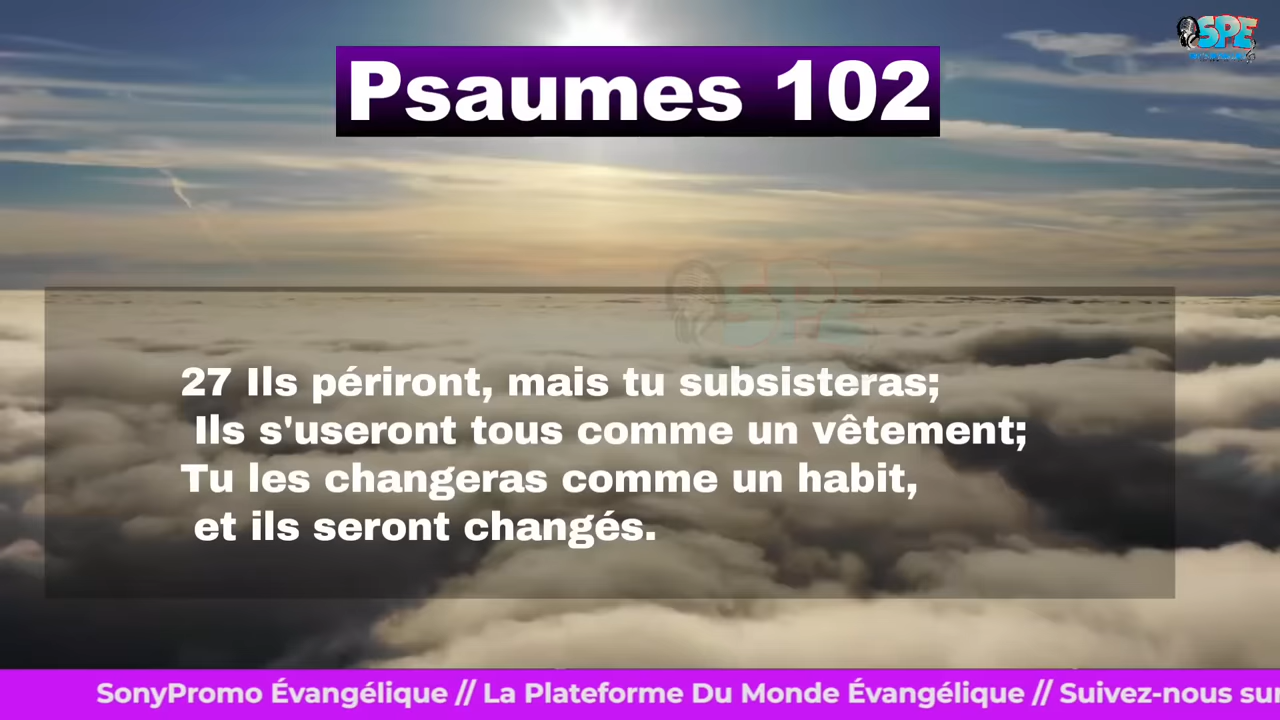 SPE
Psaumes 102
SPE
27 Ils périront, mais tu subsisteras;
Ils s'useront tous comme un vêtement;
Tu les changeras comme un habit,
et ils seront changés.
SonyPromo Évangélique // La Plateforme Du Monde Évangélique // Suivez-nous sur